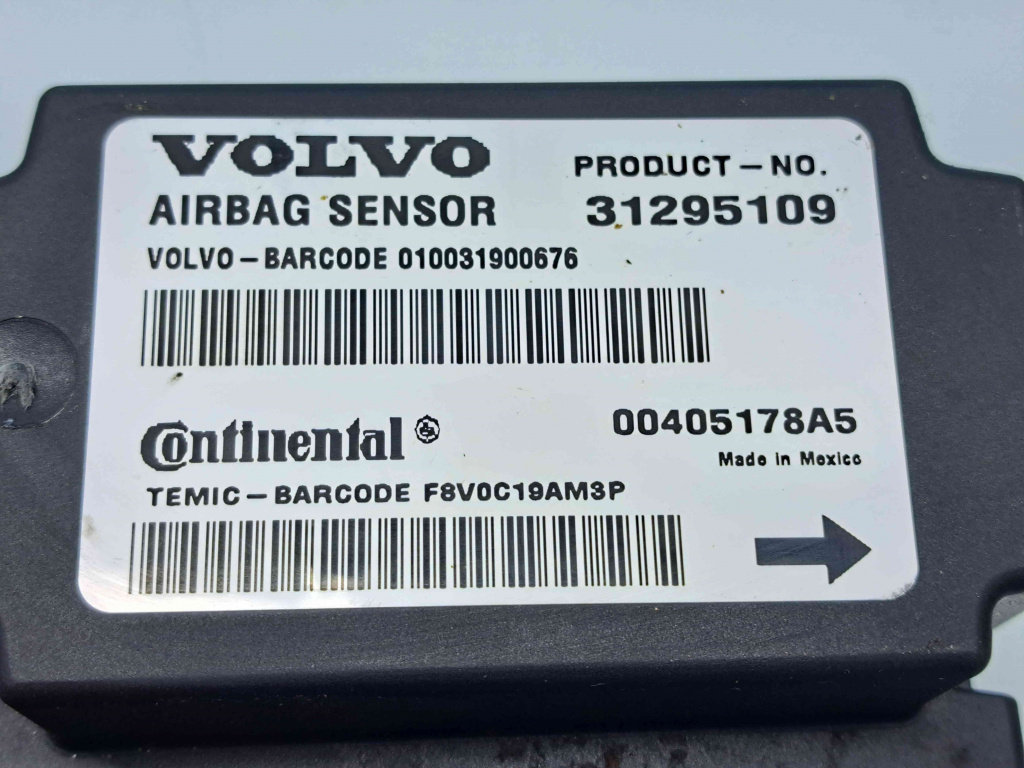 VOLVO
PRODUCT-NO.
AIRBAG SENSOR
31295109
VOLVO-BARCODE 010031900676
Continental
00405178A5
Made in Mexico
TEMIC-BARCODE F8V0C19AM3P